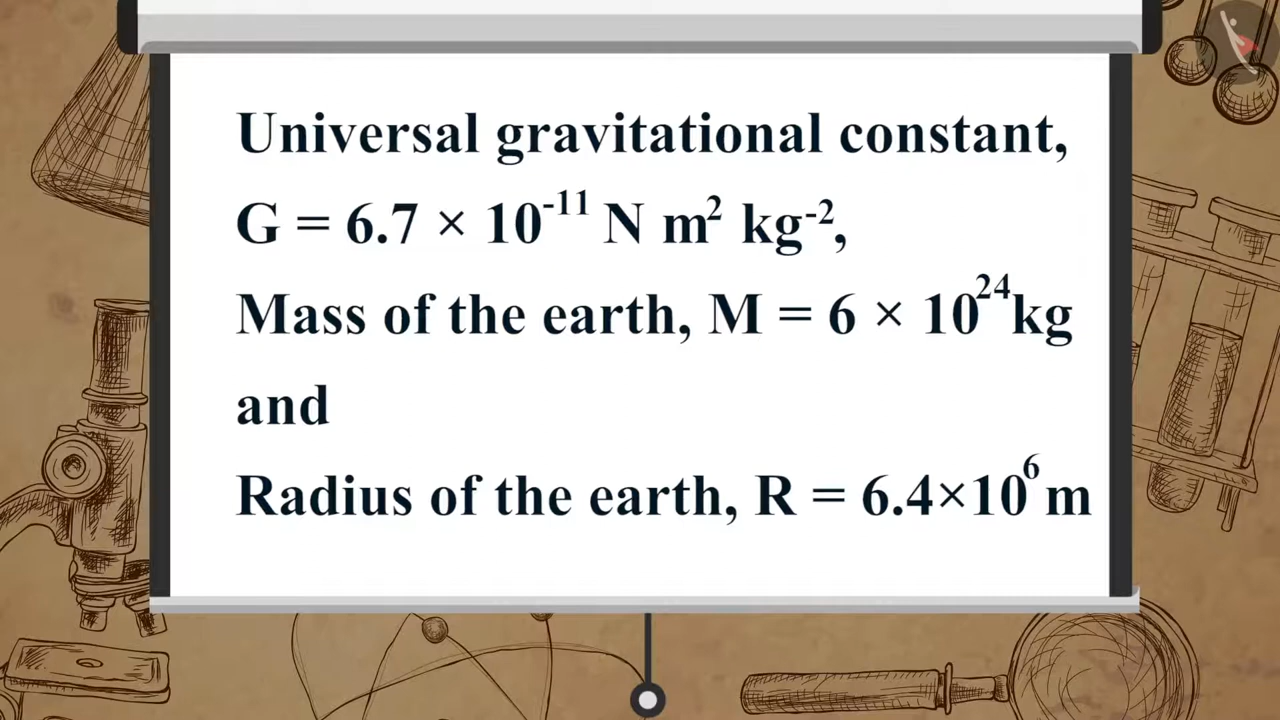 Universal gravitational constant,
G = 6.7 × 10⁻¹¹ N m² kg⁻²,
Mass of the earth, M = 6 × 10²⁴kg
and
Radius of the earth, R = 6.4×10⁶m